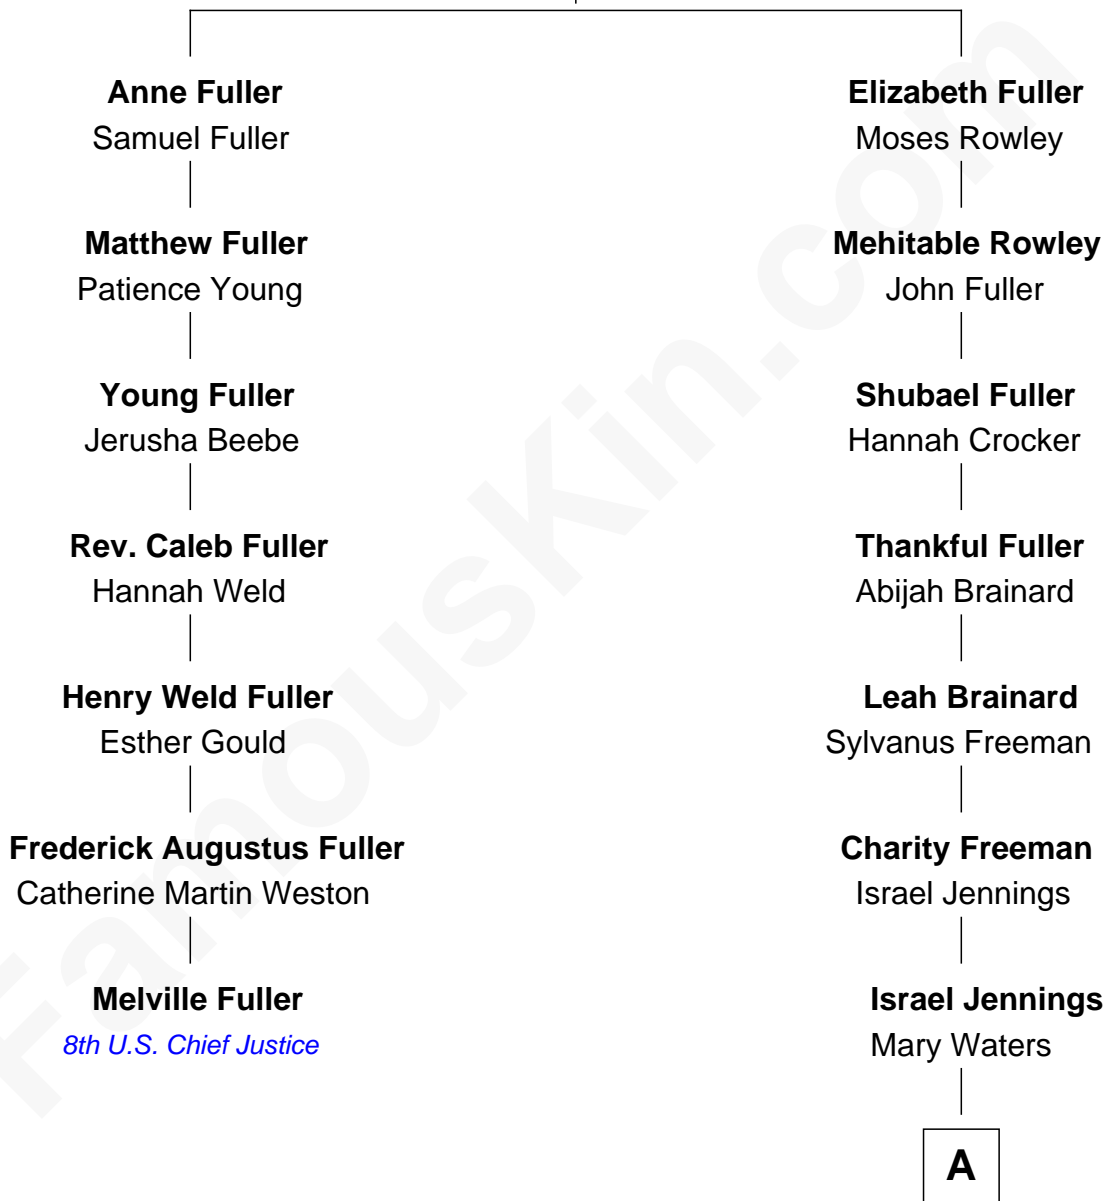 Anne Fuller
Samuel Fuller
Matthew Fuller
Patience Young
Young Fuller
Jerusha Beebe
Rev. Caleb Fuller
Hannah Weld
Henry Weld Fuller
Esther Gould
Frederick Augustus Fuller
Catherine Martin Weston
Melville Fuller
8th U.S. Chief Justice
Elizabeth Fuller
Moses Rowley
Mehitable Rowley
John Fuller
Shubael Fuller
Hannah Crocker
Thankful Fuller
Abijah Brainard
Leah Brainard
Sylvanus Freeman
Charity Freeman
Israel Jennings
Israel Jennings
Mary Waters
A
FamousKin.com